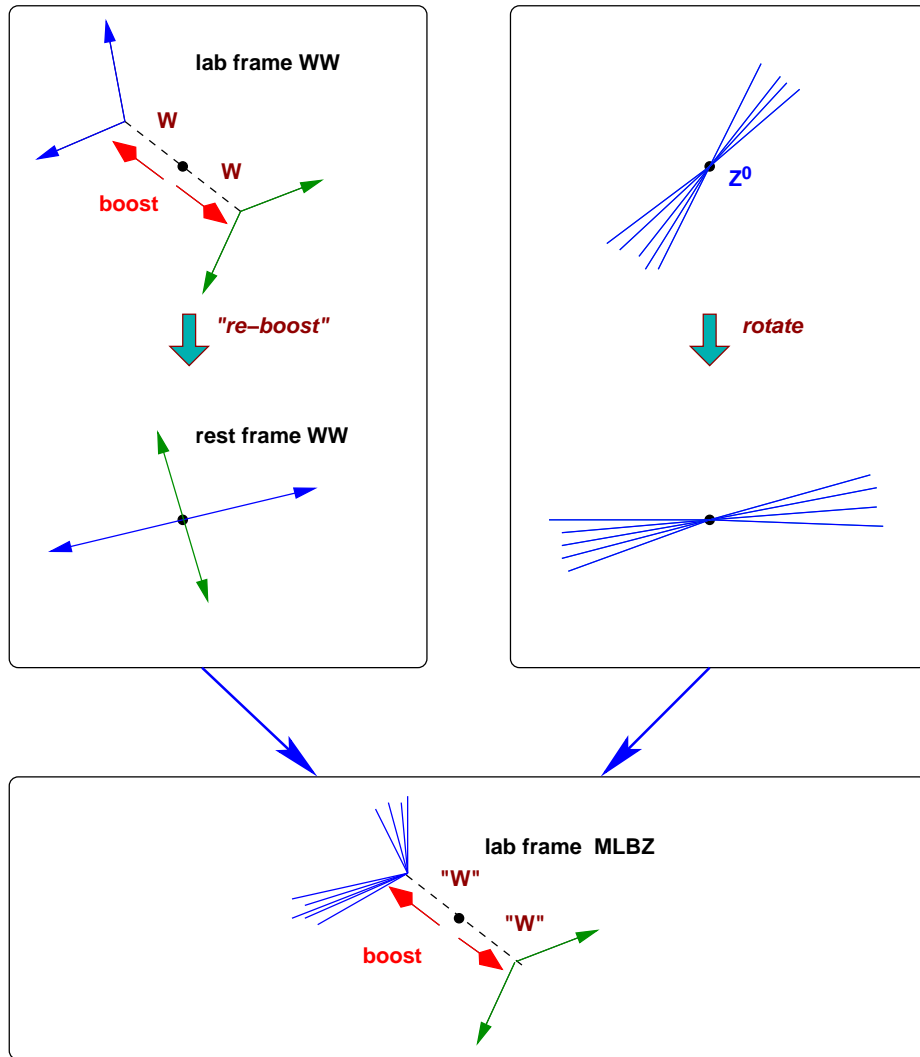 lab frame WW
W
W
boost
"re–boost"
rest frame WW
Z⁰
rotate
lab frame MLBZ
"W"
"W"
boost